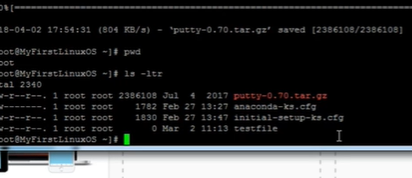 0%[
18-04-02 17:54:31 (804 KB/s) - 'putty-0.70.tar.gz' saved [2386108/2386108]
oot@MyFirstLinuxOS ~]# pwd
oot
oot@MyFirstLinuxOS ~]# ls -ltr
tal 2340
w-r--r--. 1 root root 2386108 Jul 4 2017 putty-0.70.tar.gz
w-------. 1 root root 1782 Feb 27 13:27 anaconda-ks.cfg
w-r--r--. 1 root root 1830 Feb 27 13:47 initial-setup-ks.cfg
w-r--r--. 1 root root 0 Mar 2 11:13 testfile
oot@MyFirstLinuxOS ~]#